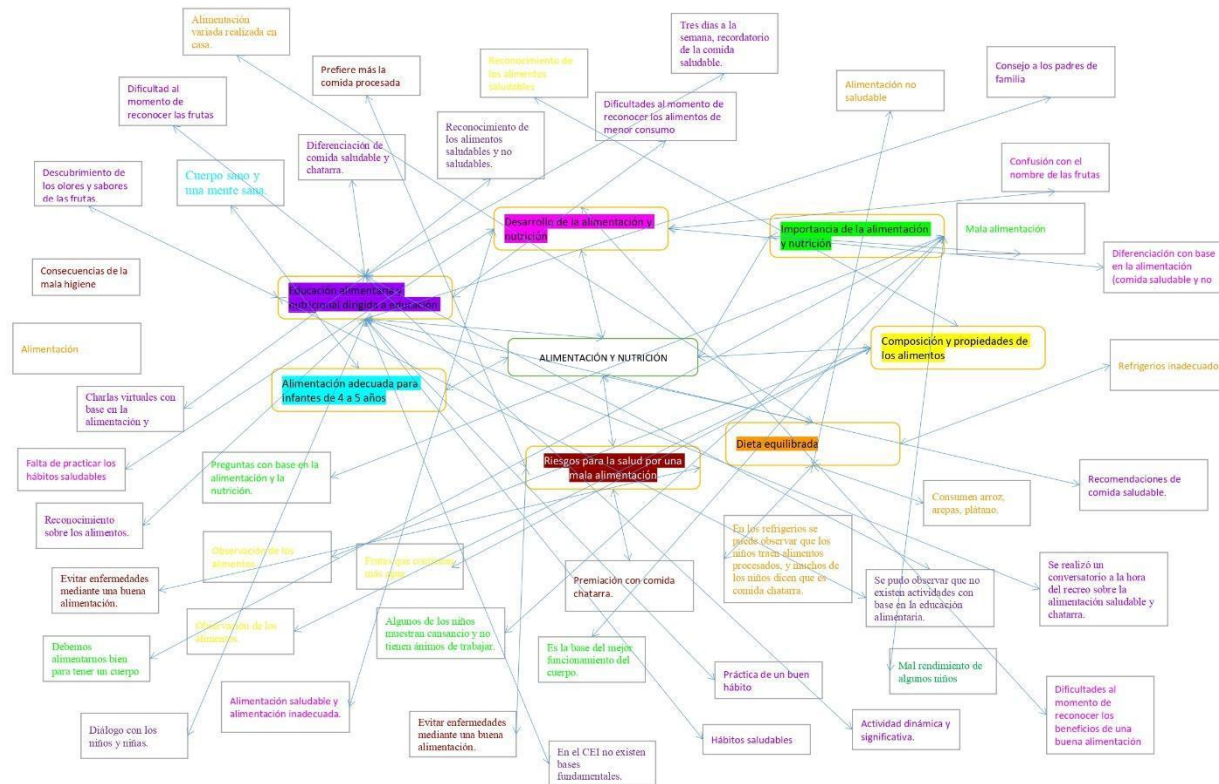 Alimentación
variada realizada en
casa.
Prefiere más la
comida procesada
Reconocimiento de
los alimentos
saludables
Tres días a la
semana, recordatorio
de la comida
saludable.
Alimentación no
saludable
Consejo a los padres de
familia
Dificultad al
momento de
reconocer las frutas
Diferenciación de
comida saludable y
chatarra.
Reconocimiento de
los alimentos
saludables y no
saludables.
Dificultades al momento de
reconocer los alimentos de
menor consumo
Descubrimiento de
los olores y sabores
de las frutas.
Cuerpo sano y
una mente sana.
Confusión con el
nombre de las frutas
Desarrollo de la alimentación y
nutrición
Importancia de la alimentación
y nutrición
Mala alimentación
Diferenciación con base
en la alimentación
(comida saludable y no
Consecuencias de la
mala higiene
Educación alimentaria y
nutricional dirigida a educación
Alimentación
ALIMENTACIÓN Y NUTRICIÓN
Composición y propiedades de
los alimentos
Refrigerios inadecuado
Alimentación adecuada para
infantes de 4 a 5 años
Charlas virtuales con
base en la
alimentación y
Dieta equilibrada
Riesgos para la salud por una
mala alimentación
Falta de practicar los
hábitos saludables
Preguntas con base en la
alimentación y la
nutrición.
Recomendaciones de
comida saludable.
Consumen arroz,
arepas, plátano.
Reconocimiento
sobre los alimentos.
Observación de los
alimentos.
Frutas que
más
En los refrigerios se
puede observar que los
niños traen alimentos
procesados, y muchos de
los niños dicen que es
comida chatarra.
Evitar enfermedades
mediante una buena
alimentación.
Premiación con comida
chatarra.
Se pudo observar que no
existen actividades con
base en la educación
alimentaria.
Se realizó un
conversatorio a la hora
del recreo sobre la
alimentación saludable y
chatarra.
Observación de los
alimentos.
Algunos de los niños
muestran cansancio y no
tienen ánimos de trabajar.
Debemos
alimentarnos bien
para tener un cuerpo
Es la base del mejor
funcionamiento del
cuerpo.
Práctica de un buen
hábito
Mal rendimiento de
algunos niños
Alimentación saludable y
alimentación inadecuada.
Diálogo con los
niños y niñas.
Evitar enfermedades
mediante una buena
alimentación.
En el CEI no existen
bases
fundamentales.
Hábitos saludables
Actividad dinámica y
significativa.
Dificultades al
momento de
reconocer los
beneficios de una
buena alimentación